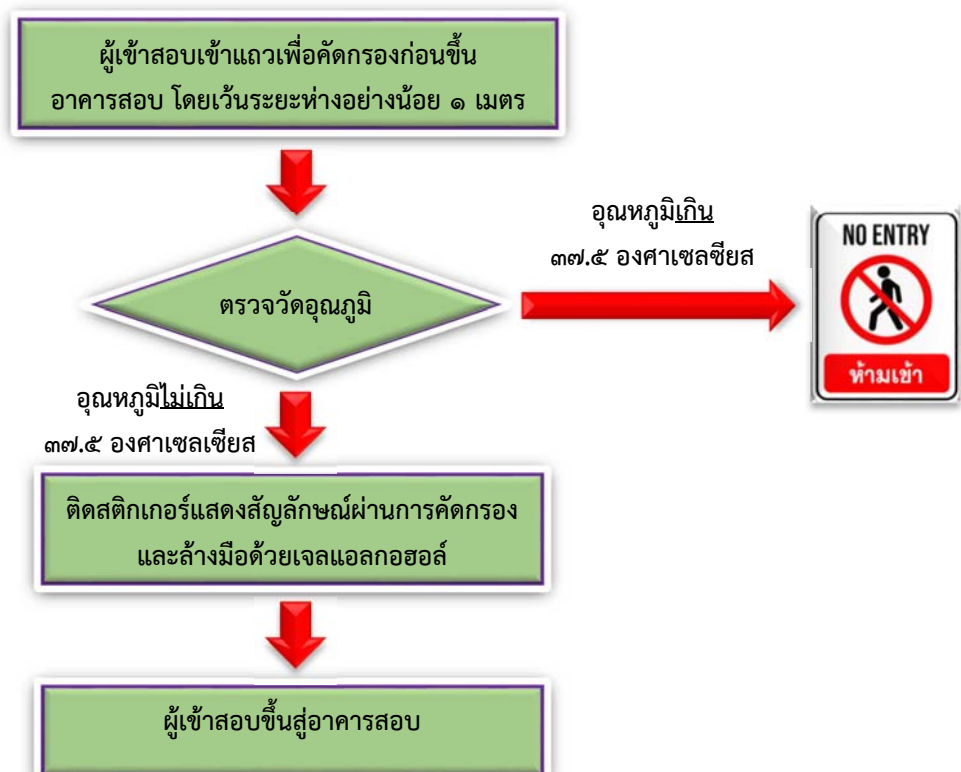 ผู้เข้าสอบเข้าแถวเพื่อคัดกรองก่อนขึ้น
อาคารสอบ โดยเว้นระยะห่างอย่างน้อย ๑ เมตร
อุณหภูมิเกิน
๓๗.๕ องศาเซลซียส
NO ENTRY
ห้ามเข้า
ตรวจวัดอุณภูมิ
อุณหภูมิไม่เกิน
๓๗.๕ องศาเซลเซียส
ติดสติกเกอร์แสดงสัญลักษณ์ผ่านการคัดกรอง
และล้างมือด้วยเจลแอลกอฮอล์
ผู้เข้าสอบขึ้นสู่อาคารสอบ